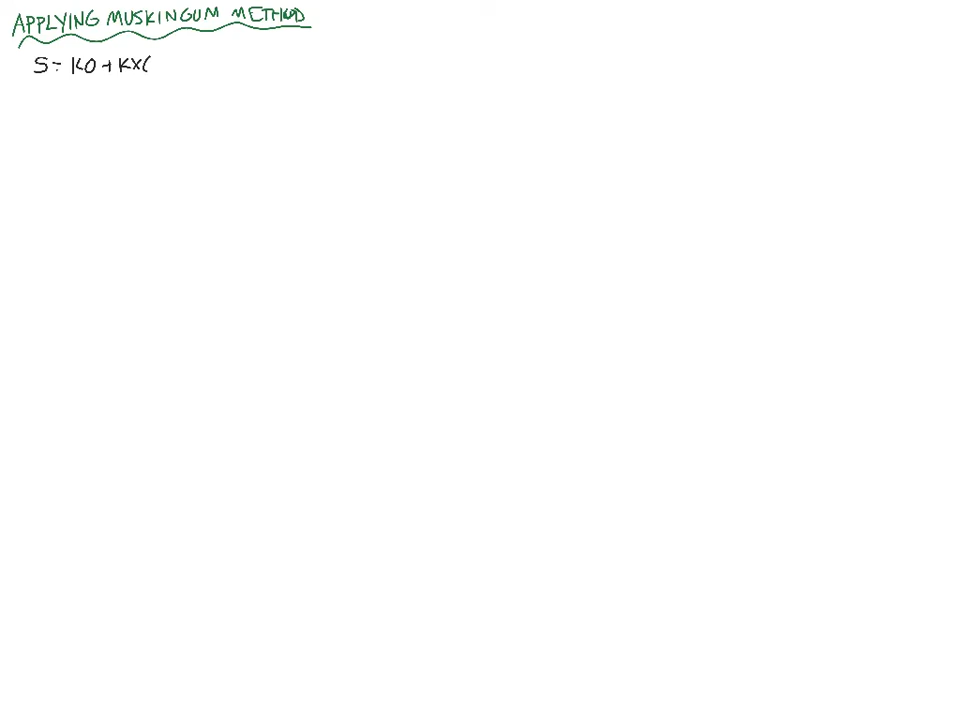 APPLYING MUSKINGUM METHOD
S = KO + KX(